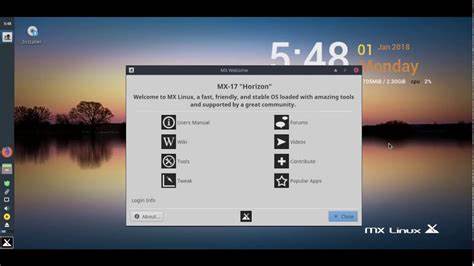 5:48
Installer
5:48
01
Jan 2018
Monday
2.30GiB
cpu
2%
MX Welcome
MX-17 "Horizon"
Welcome to MX Linux, a fast, friendly, and stable OS loaded with amazing tools
and supported by a great community.
Users Manual
Forums
Wiki
Videos
Tools
Contribute
Tweak
Popular Apps
Login Info
About...
Close
MX Linux